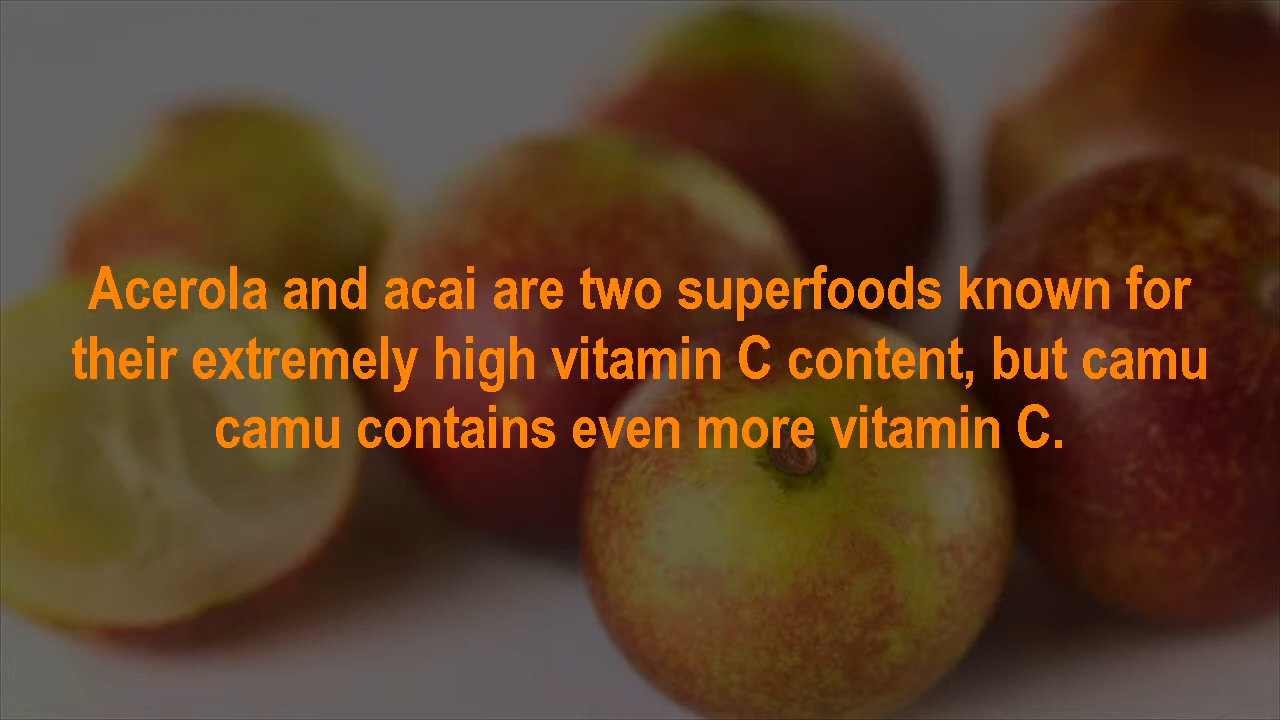 Acerola and acai are two superfoods known for
their extremely high vitamin C content, but camu
camu contains even more vitamin C.